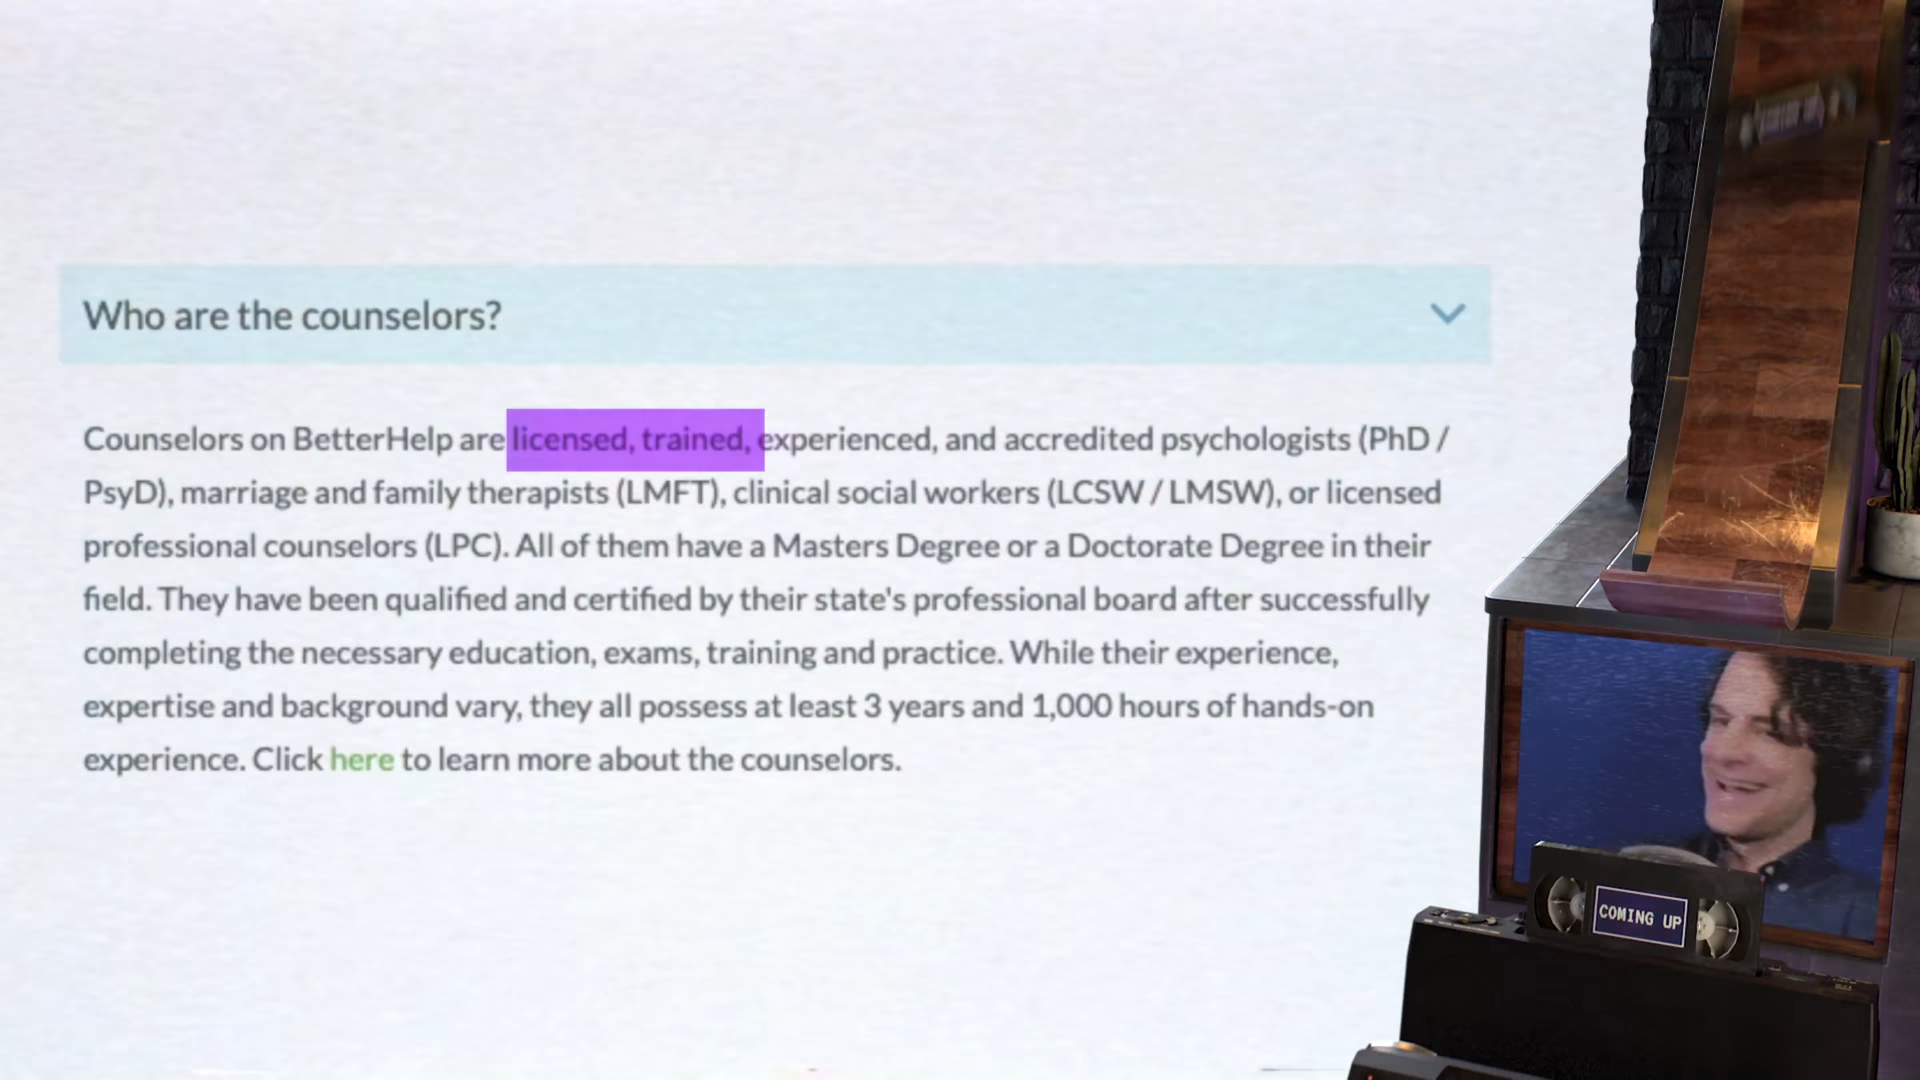 Who are the counselors?
Counselors on BetterHelp are licensed, trained, experienced, and accredited psychologists (PhD /
PsyD), marriage and family therapists (LMFT), clinical social workers (LCSW / LMSW), or licensed
professional counselors (LPC). All of them have a Masters Degree or a Doctorate Degree in their
field. They have been qualified and certified by their state's professional board after successfully
completing the necessary education, exams, training and practice. While their experience,
expertise and background vary, they all possess at least 3 years and 1,000 hours of hands-on
experience. Click here to learn more about the counselors.
COMING UP